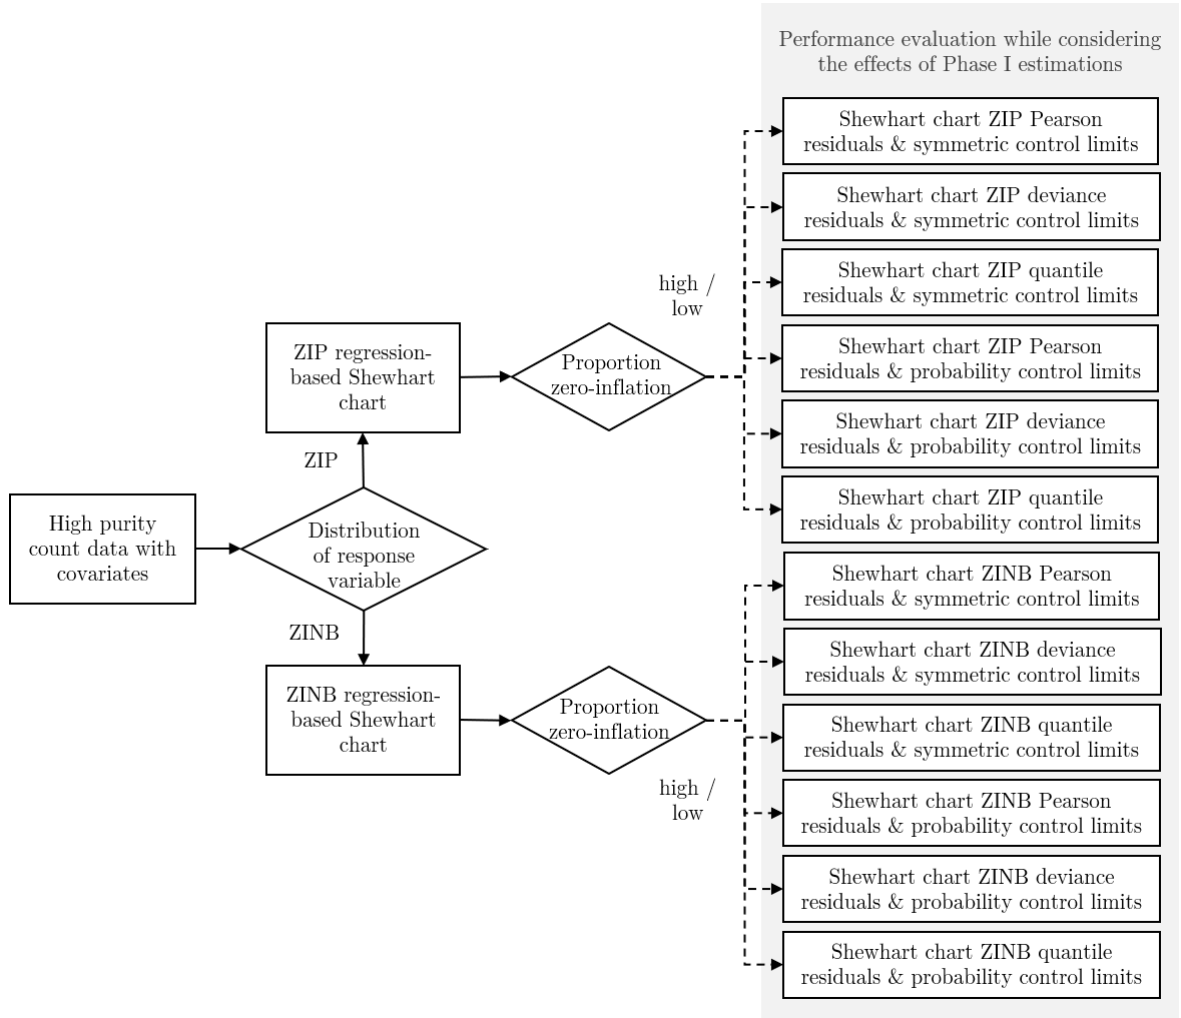 Performance evaluation while considering
the effects of Phase I estimations
Shewhart chart ZIP Pearson
residuals & symmetric control limits
Shewhart chart ZIP deviance
residuals & symmetric control limits
Shewhart chart ZIP quantile
residuals & symmetric control limits
Shewhart chart ZIP Pearson
residuals & probability control limits
Shewhart chart ZIP deviance
residuals & probability control limits
Shewhart chart ZIP quantile
residuals & probability control limits
Shewhart chart ZINB Pearson
residuals & symmetric control limits
Shewhart chart ZINB deviance
residuals & symmetric control limits
Shewhart chart ZINB quantile
residuals & symmetric control limits
Shewhart chart ZINB Pearson
residuals & probability control limits
Shewhart chart ZINB deviance
residuals & probability control limits
Shewhart chart ZINB quantile
residuals & probability control limits
high /
low
ZIP regression-
based Shewhart
chart
Proportion
zero-inflation
ZIP
High purity
count data with
covariates
Distribution
of response
variable
ZINB
ZINB regression-
based Shewhart
chart
Proportion
zero-inflation
high /
low